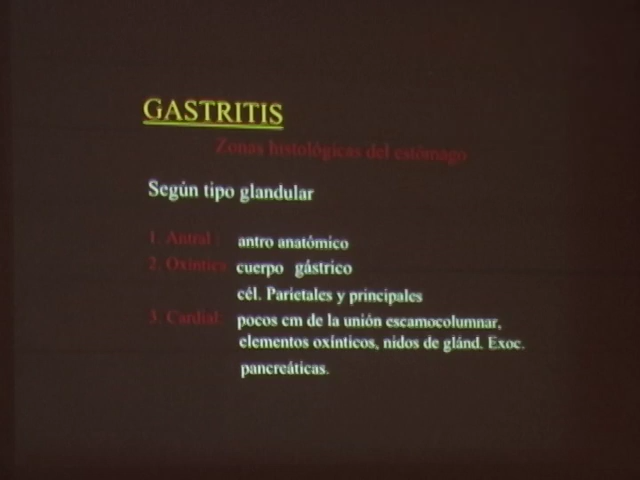 GASTRITIS
Zonas histológicas del estómago
Según tipo glandular
1. Antral : antro anatómico
2. Oxíntica: cuerpo gástrico
cél. Parietales y principales
3. Cardial: pocos cm de la unión escamocolumnar,
elementos oxínticos, nidos de glánd. Exoc.
pancreáticas.